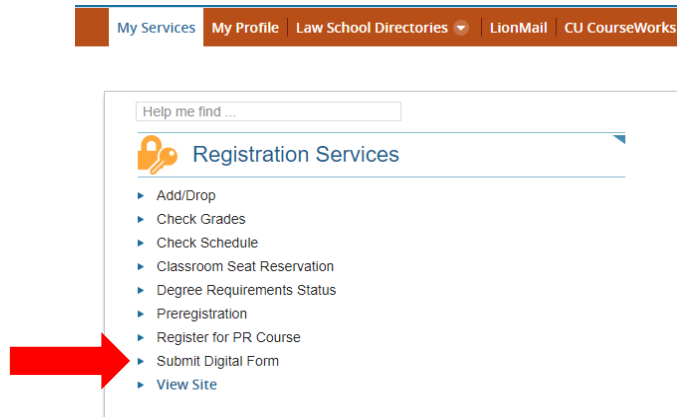 My Services My Profile Law School Directories LionMail CU CourseWorks
Help me find ...
Registration Services
Add/Drop
Check Grades
Check Schedule
Classroom Seat Reservation
Degree Requirements Status
Preregistration
Register for PR Course
Submit Digital Form
View Site